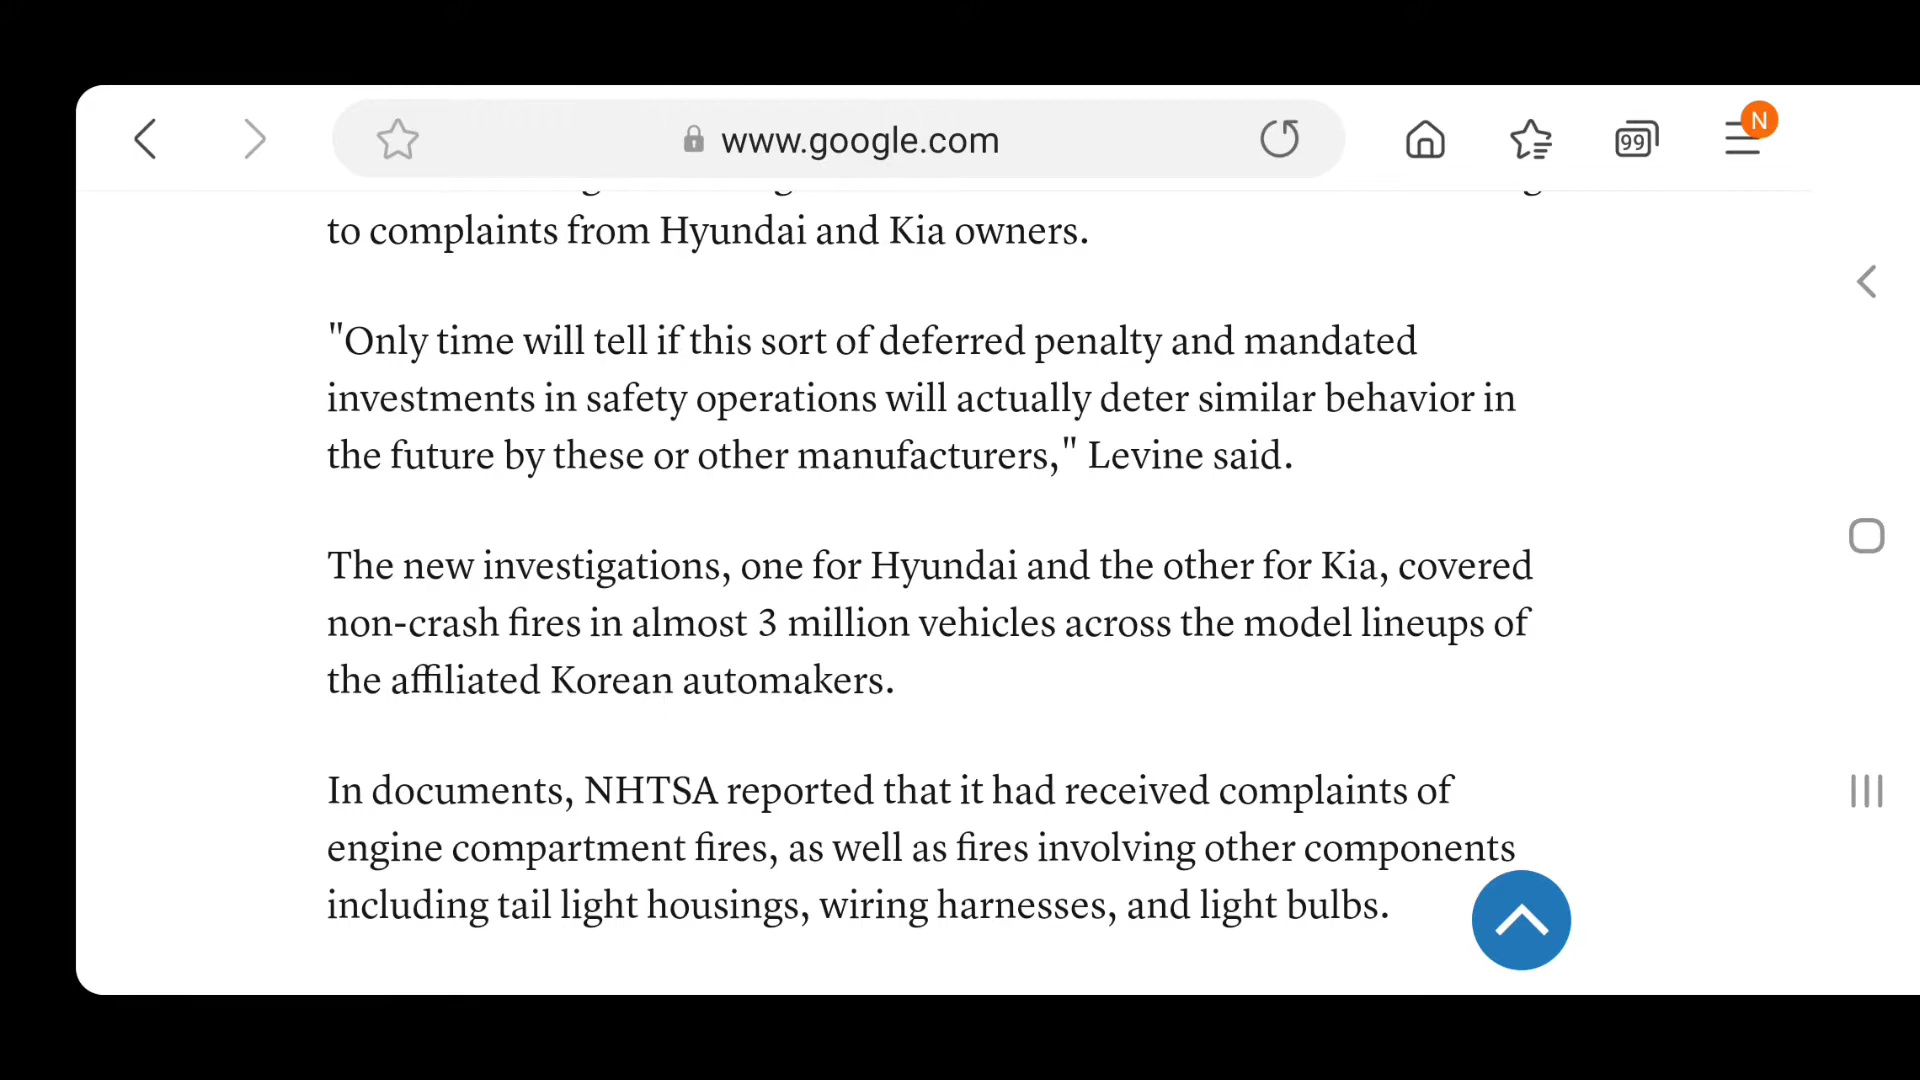 www.google.com
99
N
to complaints from Hyundai and Kia owners.
"Only time will tell if this sort of deferred penalty and mandated
investments in safety operations will actually deter similar behavior in
the future by these or other manufacturers," Levine said.
The new investigations, one for Hyundai and the other for Kia, covered
non-crash fires in almost 3 million vehicles across the model lineups of
the affiliated Korean automakers.
In documents, NHTSA reported that it had received complaints of
engine compartment fires, as well as fires involving other components
including tail light housings, wiring harnesses, and light bulbs.